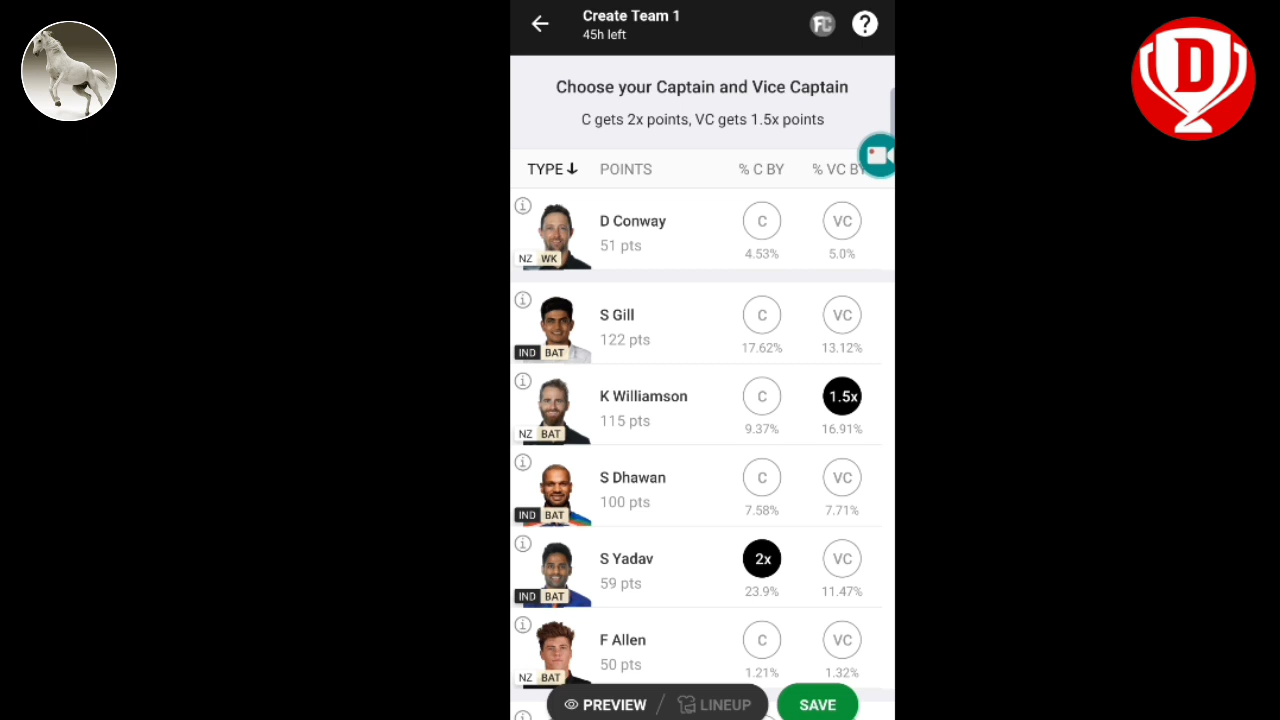 Create Team 1
45h left
FC
?
D
Choose your Captain and Vice Captain
C gets 2x points, VC gets 1.5x points
TYPE POINTS % C BY % VC BY
D Conway
51 pts
C
VC
4.53%
5.0%
NZ WK
S Gill
122 pts
C
VC
17.62%
13.12%
IND BAT
K Williamson
115 pts
C
1.5x
9.37%
16.91%
NZ BAT
S Dhawan
100 pts
C
VC
7.58%
7.71%
IND BAT
S Yadav
59 pts
2x
VC
23.9%
11.47%
IND BAT
F Allen
50 pts
C
VC
1.21%
1.32%
NZ BAT
PREVIEW / LINEUP
SAVE